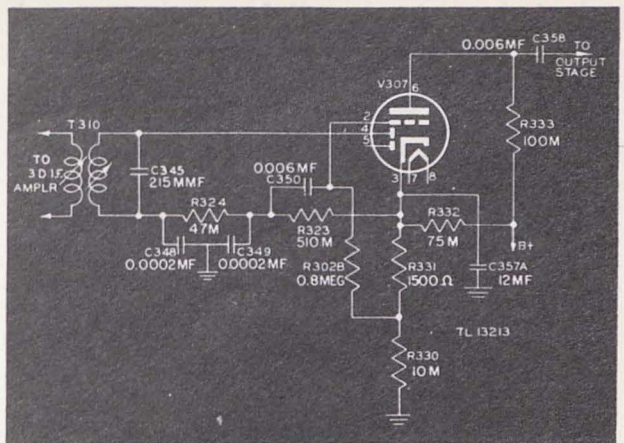 C358
0.006MF
TO
OUTPUT
STAGE
V307
6
2
4
5
3
7
8
T310
TO
3D I.F.
AMPLR.
C345
215MMF
0.006MF
C350
R333
100M
R324
47M
R323
510M
R332
75M
B+
C348
0.0002MF
C349
0.0002MF
R302B
0.8MEG
R331
1500Ω
C357A
12MF
TL 13213
R330
10M